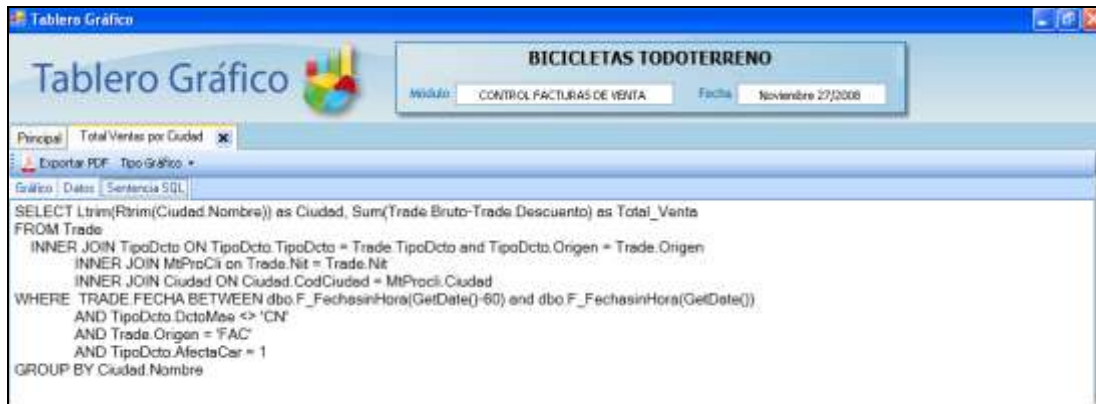 Tablero Gráfico
Tablero Gráfico
BICICLETAS TODOTERRENO
Módulo CONTROL FACTURAS DE VENTA Fecha Noviembre 27/2008
Principal Total Ventas por Ciudad
Exportar PDF Tipo Gráfico
Gráfico Datos Sentencia SQL
SELECT Ltrim(Rtrim(Ciudad.Nombre)) as Ciudad, Sum(Trade.Bruto-Trade.Descuento) as Total_Venta
FROM Trade
INNER JOIN TipoDcto ON TipoDcto.TipoDcto = Trade.TipoDcto and TipoDcto.Origen = Trade.Origen
INNER JOIN MtProCli on Trade.Nit = Trade.Nit
INNER JOIN Ciudad ON Ciudad.CodCiudad = MtProcli.Ciudad
WHERE TRADE.FECHA BETWEEN dbo.F_FechasinHora(GetDate()-60) and dbo.F_FechasinHora(GetDate())
AND TipoDcto.DctoMae <> 'CN'
AND Trade.Origen = 'FAC'
AND TipoDcto.AfectaCar = 1
GROUP BY Ciudad.Nombre